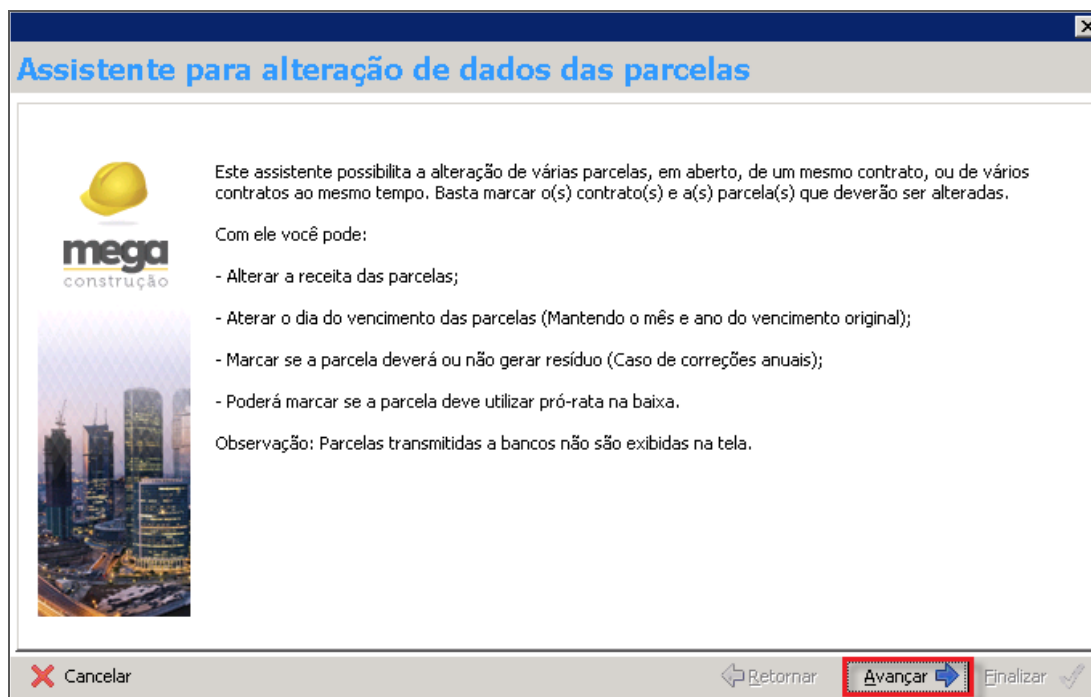 Assistente para alteração de dados das parcelas
Este assistente possibilita a alteração de várias parcelas, em aberto, de um mesmo contrato, ou de vários
contratos ao mesmo tempo. Basta marcar o(s) contrato(s) e a(s) parcela(s) que deverão ser alteradas.
mega
construção
Com ele você pode:
- Alterar a receita das parcelas;
- Aterar o dia do vencimento das parcelas (Mantendo o mês e ano do vencimento original);
- Marcar se a parcela deverá ou não gerar resíduo (Caso de correções anuais);
- Poderá marcar se a parcela deve utilizar pró-rata na baixa.
Observação: Parcelas transmitidas a bancos não são exibidas na tela.
Cancelar
Retornar
Avançar
Finalizar